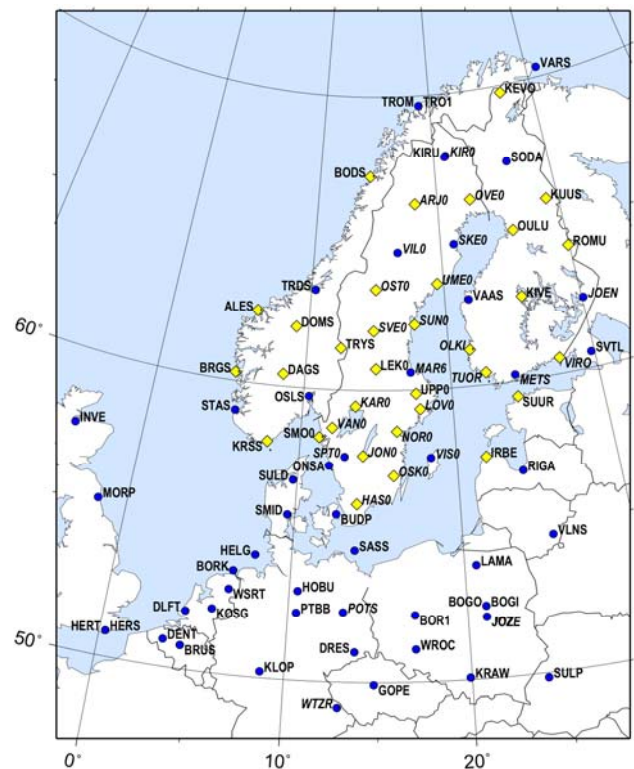 VARS
KEVO
TROM TRO1
KIRU KIR0
SODA
BODS
ARJ0 OVE0 KUUS
OULU
SKE0 ROMU
VIL0
UME0
TRDS OST0 VAAS KIVE JOEN
ALES
DOMS SVE0 SUN0
60°
TRYS OLKI SVTL
BRGS DAGS LEK0 MAR6 TUOR METS VIRO
UPP0
STAS OSLS KAR0 LOV0 SUUR
INVE
VAN0
KRSS SMO0 NOR0
SPT0 JON0 VIS0 IRBE
ONSA RIGA
SULD OSK0
MORP
HAS0
SMID BUDP
VLNS
HELG SASS
LAMA
BORK
WSRT HOBU
DLFT KOSG PTBB POTS BOGO BOGI
BOR1 JOZE
HERT HERS
50°
DENT
BRUS DRES WROC
KLOP KRAW SULP
GOPE
WTZR
0° 10° 20°